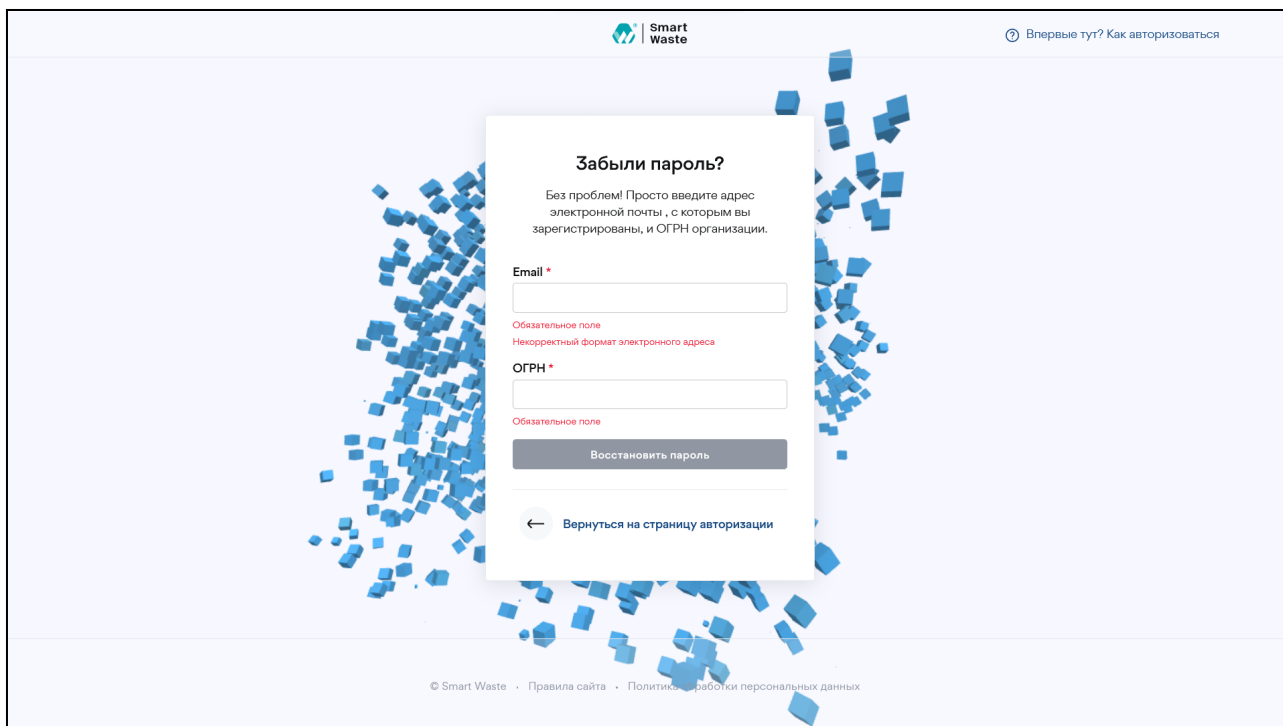 Smart
Waste
Впервые тут? Как авторизоваться
Забыли пароль?
Без проблем! Просто введите адрес
электронной почты , с которым вы
зарегистрированы, и ОГРН организации.
Email *
Обязательное поле
Некорректный формат электронного адреса
ОГРН *
Обязательное поле
Восстановить пароль
Вернуться на страницу авторизации
© Smart Waste • Правила сайта • Политика персональных данных